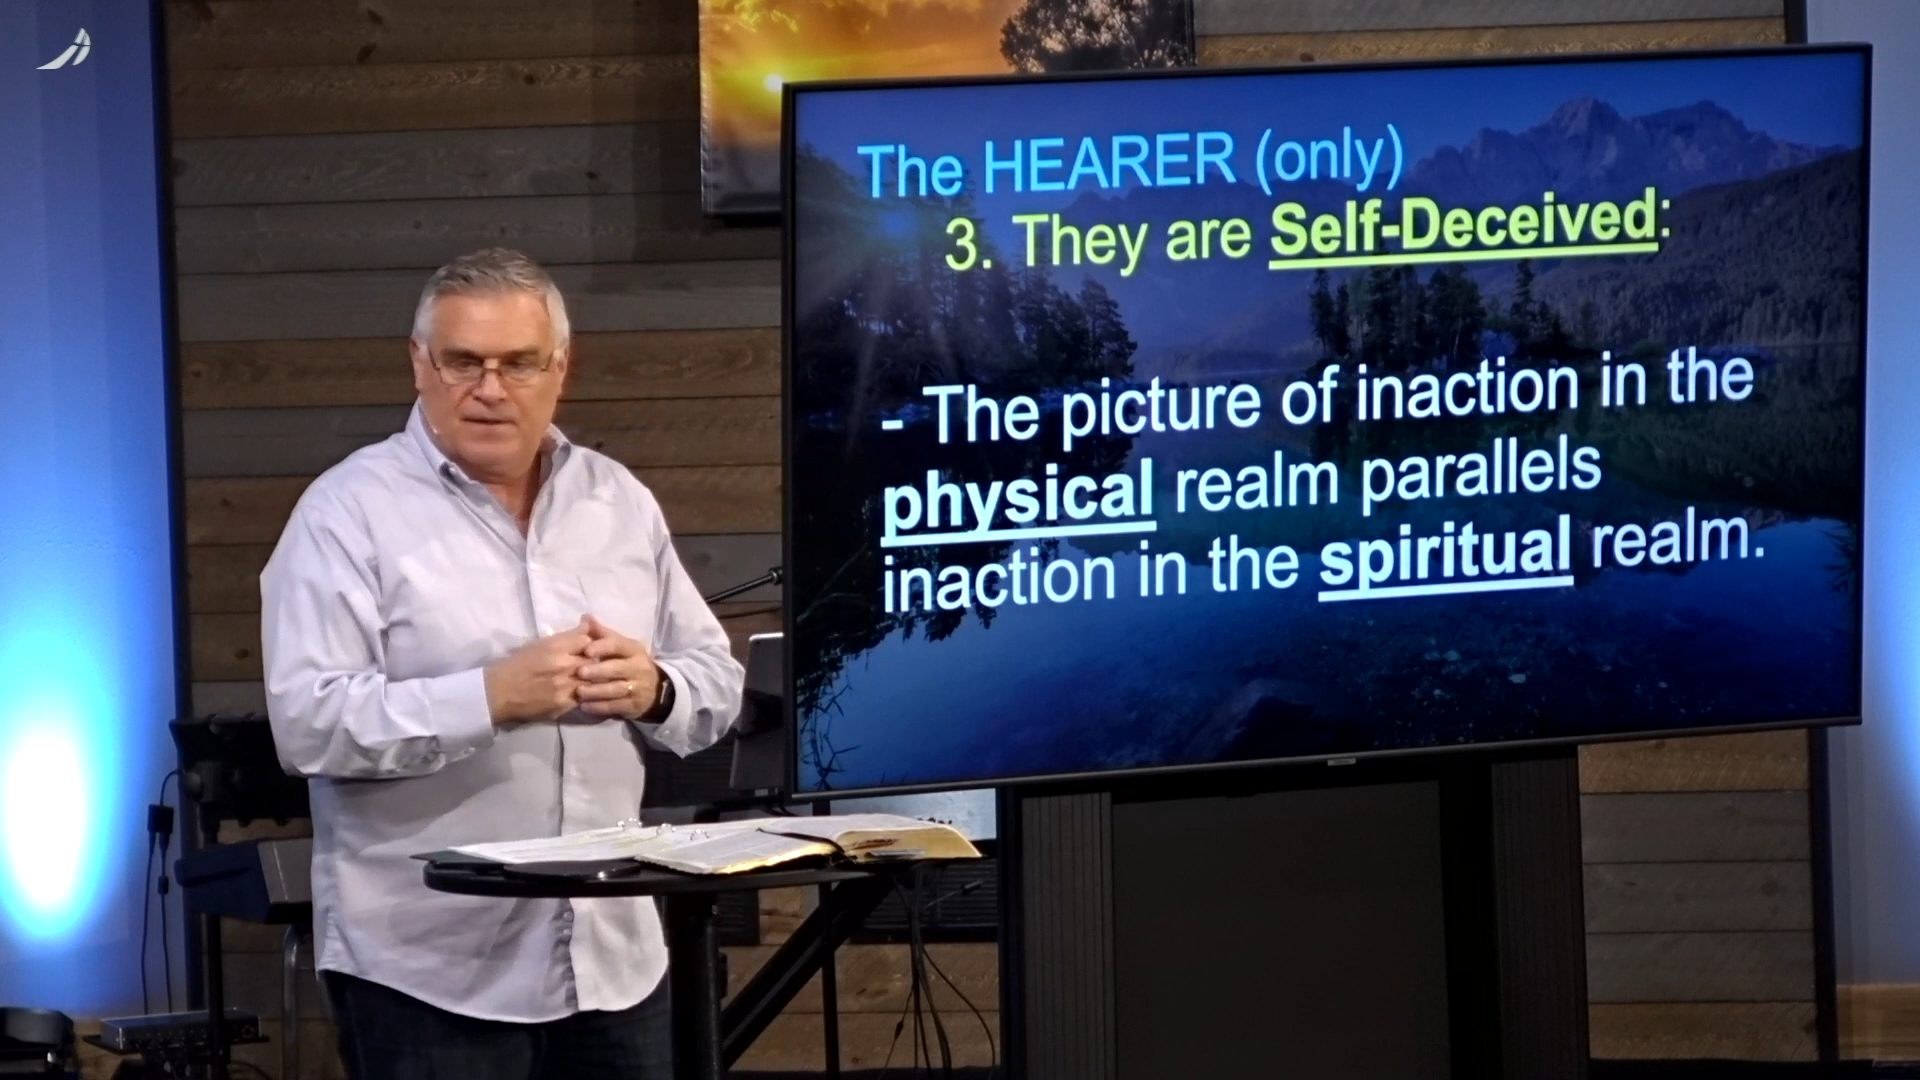 The HEARER (only)
3. They are Self-Deceived:
- The picture of inaction in the
physical realm parallels
inaction in the spiritual realm.